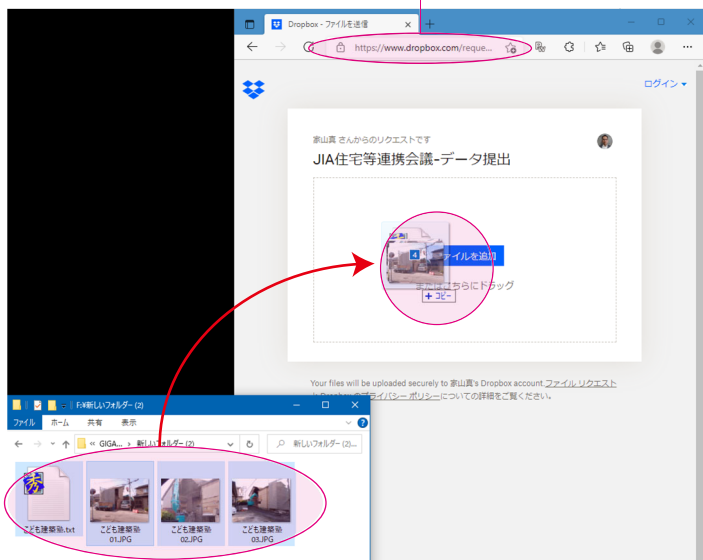 Dropbox - ファイルを送信
https://www.dropbox.com/reque...
ログイン
家山真 さんからのリクエストです
JIA住宅等連携会議-データ提出
4
ァイルを追加
またはこちらにドラッグ
+ コピー
Your files will be uploaded securely to 家山真's Dropbox account.ファイル リクエスト
Dropbox のプライバシー ポリシーについての詳細をご覧ください。
F:¥新しいフォルダー (2)
ファイル ホーム 共有 表示
« GIGA... › 新しいフォルダー (2)
新しいフォルダー (2)...
秀
こども建築塾.txt
こども建築塾
01.JPG
こども建築塾
02.JPG
こども建築塾
03.JPG